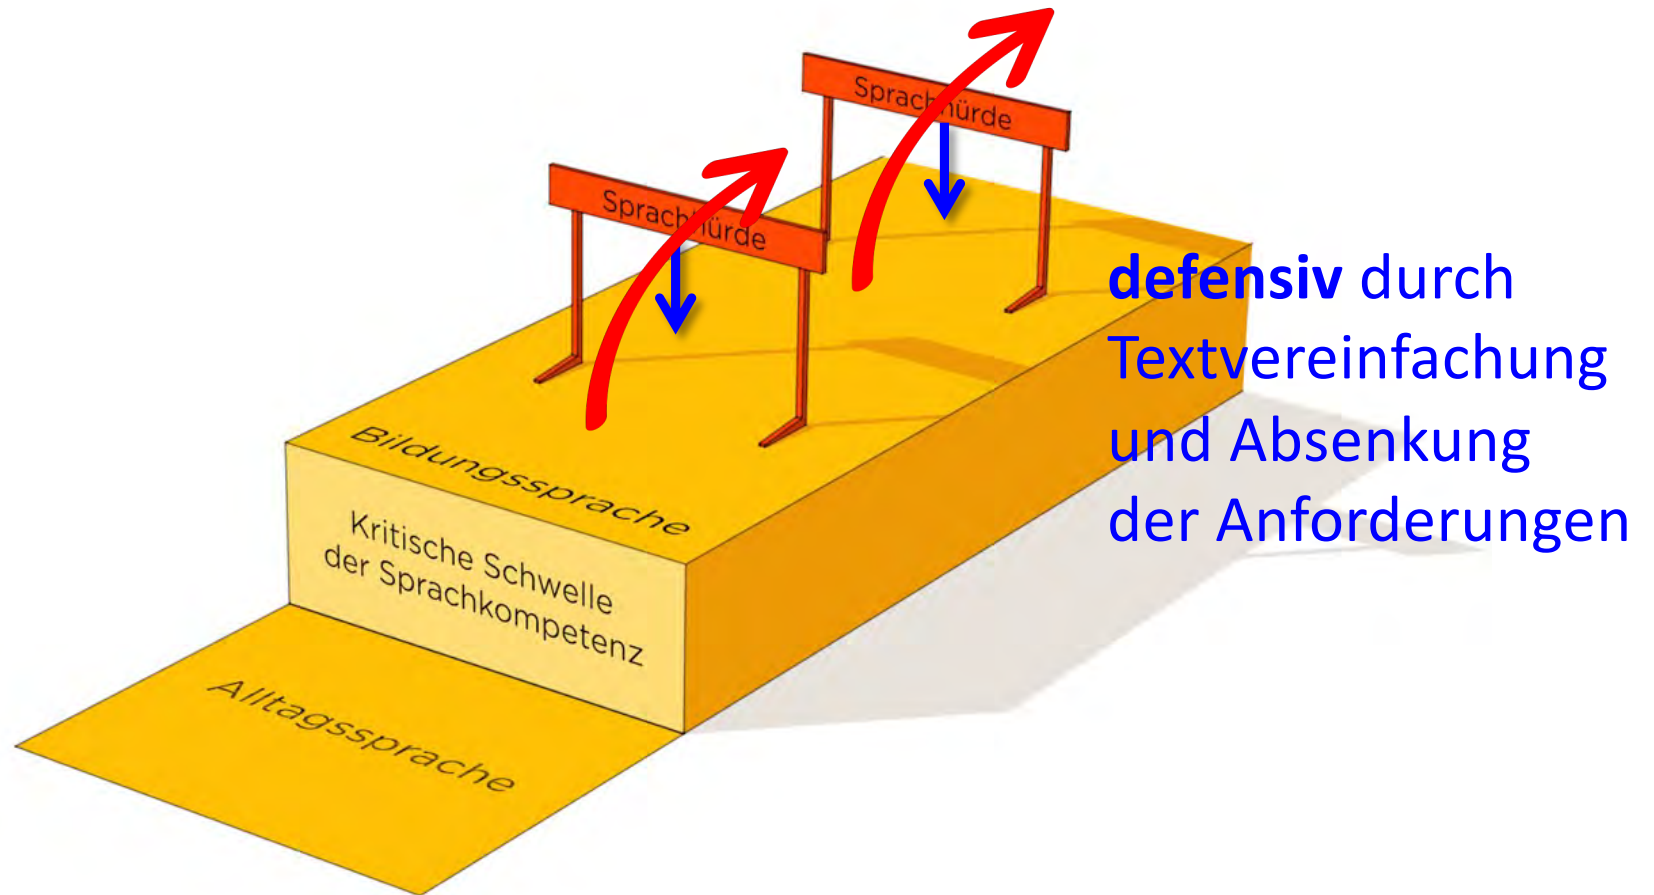 Sprachhürde
Sprachhürde
defensiv durch
Textvereinfachung
und Absenkung
der Anforderungen
Bildungssprache
Kritische Schwelle
der Sprachkompetenz
Alltagssprache